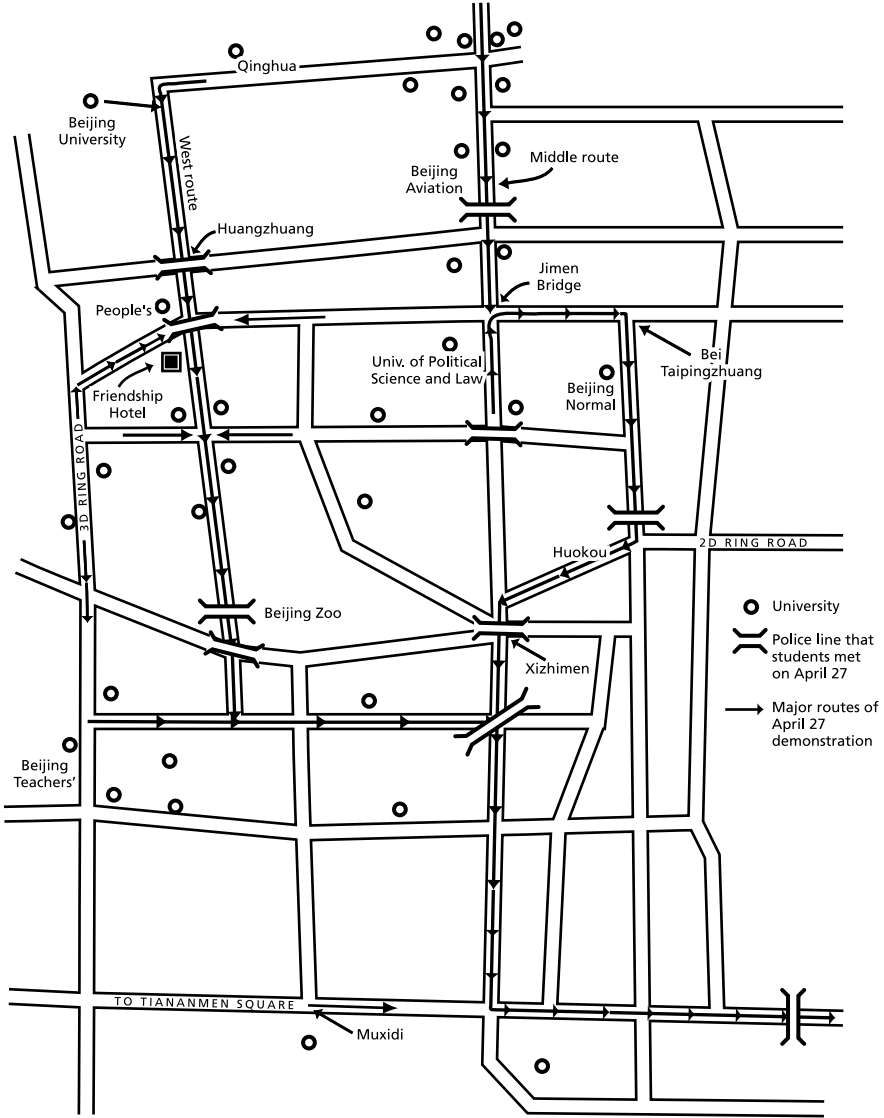 Qinghua
Beijing
University
West route
Beijing
Aviation
Middle route
Huangzhuang
Jimen
Bridge
People's
Univ. of Political
Science and Law
Bei
Taipingzhuang
Beijing
Normal
Friendship
Hotel
3D RING ROAD
Huokou
2D RING ROAD
Beijing Zoo
University
Police line that
students met
on April 27
Xizhimen
Major routes of
April 27
demonstration
Beijing
Teachers’
TO TIANANMEN SQUARE
Muxidi